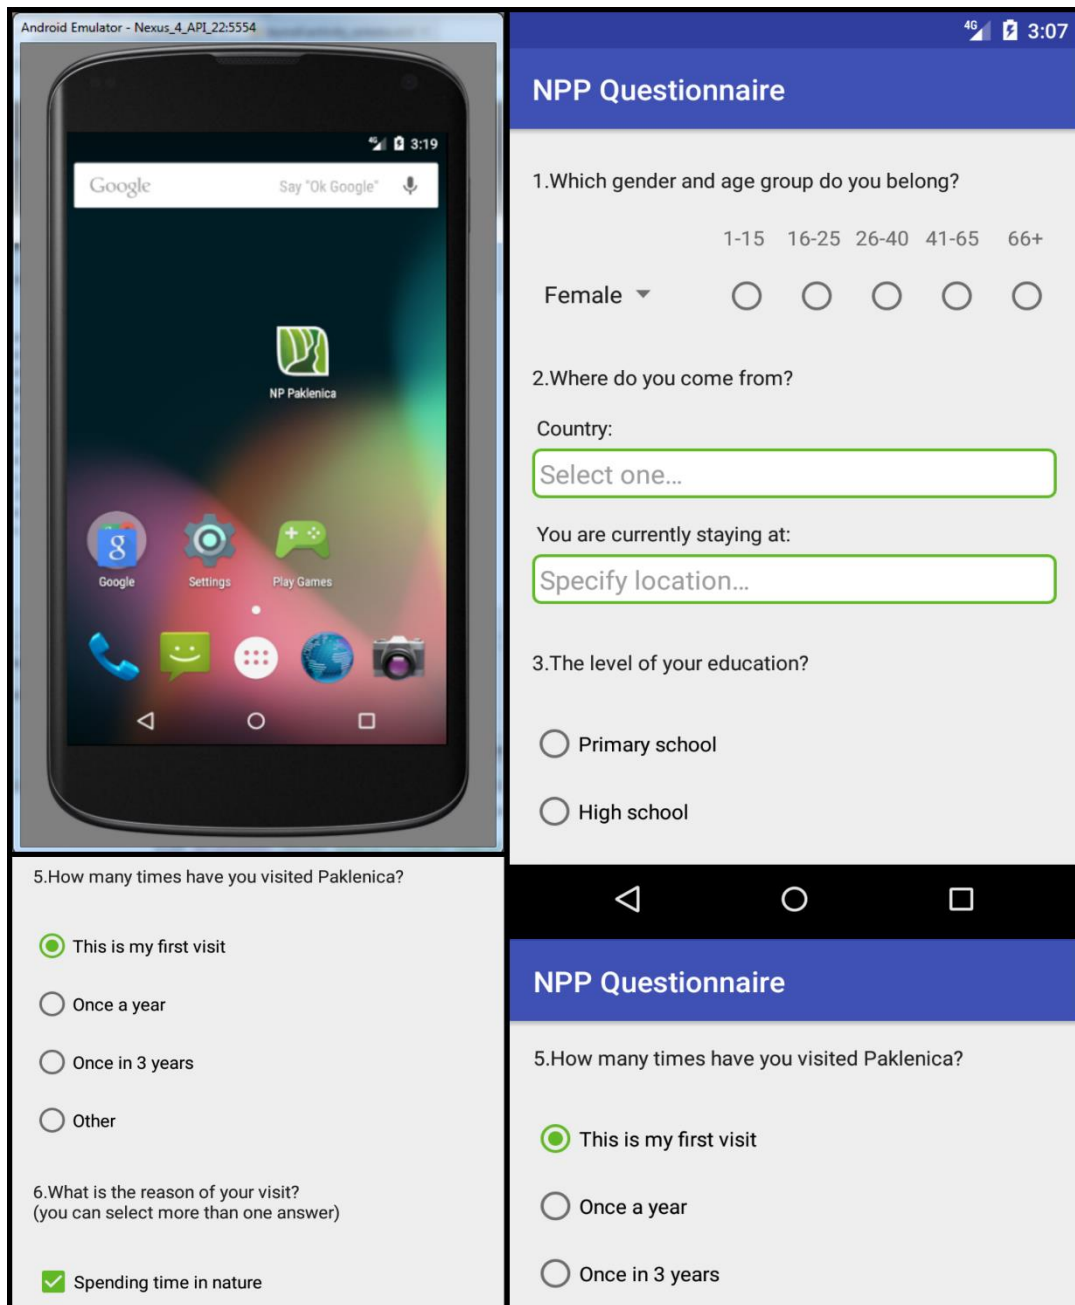 Android Emulator - Nexus_4_API_22:5554
4G 3:19
Google Say "Ok Google"
NP Paklenica
g
Google Settings Play Games
4G 3:07
NPP Questionnaire
1.Which gender and age group do you belong?
1-15 16-25 26-40 41-65 66+
Female
2.Where do you come from?
Country:
Select one...
You are currently staying at:
Specify location...
3.The level of your education?
Primary school
High school
5.How many times have you visited Paklenica?
This is my first visit
Once a year
Once in 3 years
Other
6.What is the reason of your visit?
(you can select more than one answer)
Spending time in nature
NPP Questionnaire
5.How many times have you visited Paklenica?
This is my first visit
Once a year
Once in 3 years